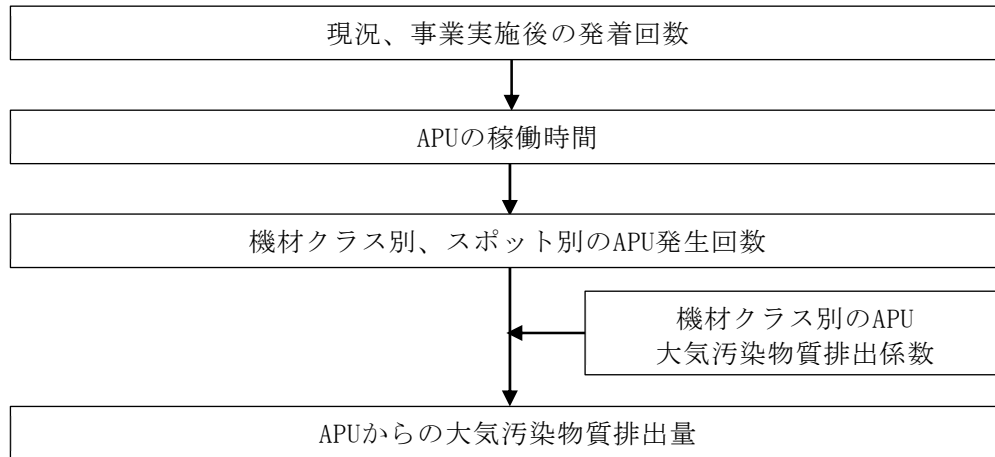 現況、事業実施後の発着回数
APUの稼働時間
機材クラス別、スポット別のAPU発生回数
機材クラス別のAPU
大気汚染物質排出係数
APUからの大気汚染物質排出量